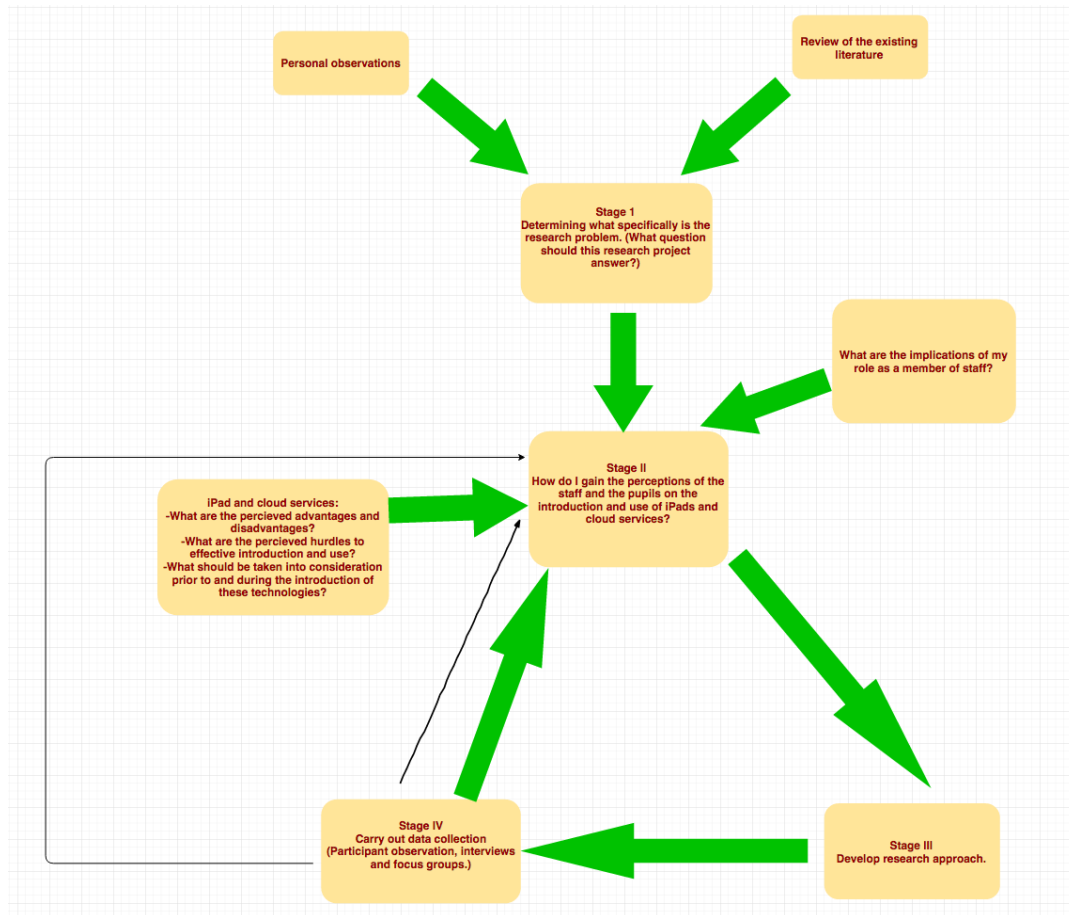 Personal observations
Review of the existing
literature
Stage 1
Determining what specifically is the
research problem. (What question
should this research project
answer?)
What are the implications of my
role as a member of staff?
Stage II
How do I gain the perceptions of the
staff and the pupils on the
introduction and use of iPads and
cloud services?
iPad and cloud services:
-What are the percieved advantages and
disadvantages?
-What are the percieved hurdles to
effective introduction and use?
-What should be taken into consideration
prior to and during the introduction of
these technologies?
Stage IV
Carry out data collection
(Participant observation, interviews
and focus groups.)
Stage III
Develop research approach.